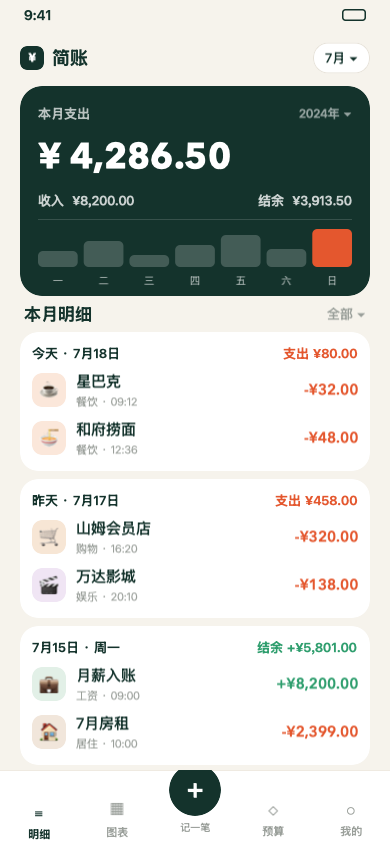 9:41
¥ 简账 7月
本月支出 2024年
¥ 4,286.50
收入 ¥8,200.00 结余 ¥3,913.50
一 二 三 四 五 六 日
本月明细 全部
今天 · 7月18日 支出 ¥80.00
星巴克 -¥32.00
餐饮 · 09:12
和府捞面 -¥48.00
餐饮 · 12:36
昨天 · 7月17日 支出 ¥458.00
山姆会员店 -¥320.00
购物 · 16:20
万达影城 -¥138.00
娱乐 · 20:10
7月15日 · 周一 结余 +¥5,801.00
月薪入账 +¥8,200.00
工资 · 09:00
7月房租 -¥2,399.00
居住 · 10:00
明细 图表 记一笔 预算 我的